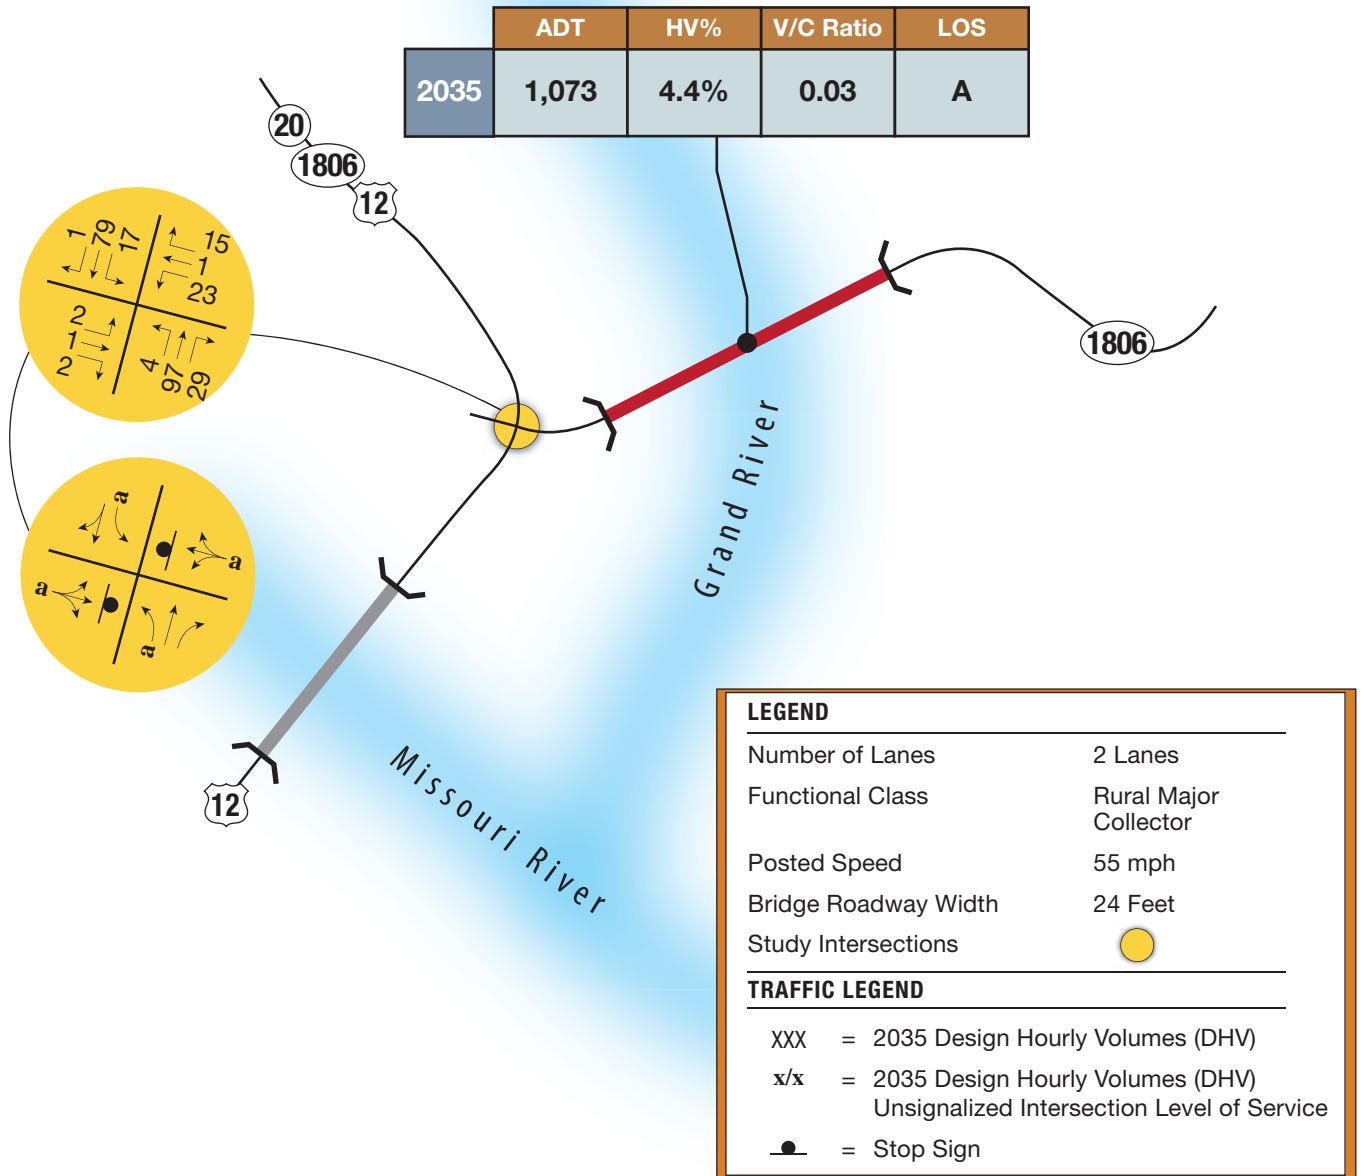 ADT HV% V/C Ratio LOS
2035 1,073 4.4% 0.03 A
20
1806
12
1 79 17
15
1
23
2
1
2
4 97 29
1806
a
a
a
a
Grand River
Missouri River
12
LEGEND
Number of Lanes 2 Lanes
Functional Class Rural Major
Collector
Posted Speed 55 mph
Bridge Roadway Width 24 Feet
Study Intersections
TRAFFIC LEGEND
XXX = 2035 Design Hourly Volumes (DHV)
x/x = 2035 Design Hourly Volumes (DHV)
Unsignalized Intersection Level of Service
= Stop Sign